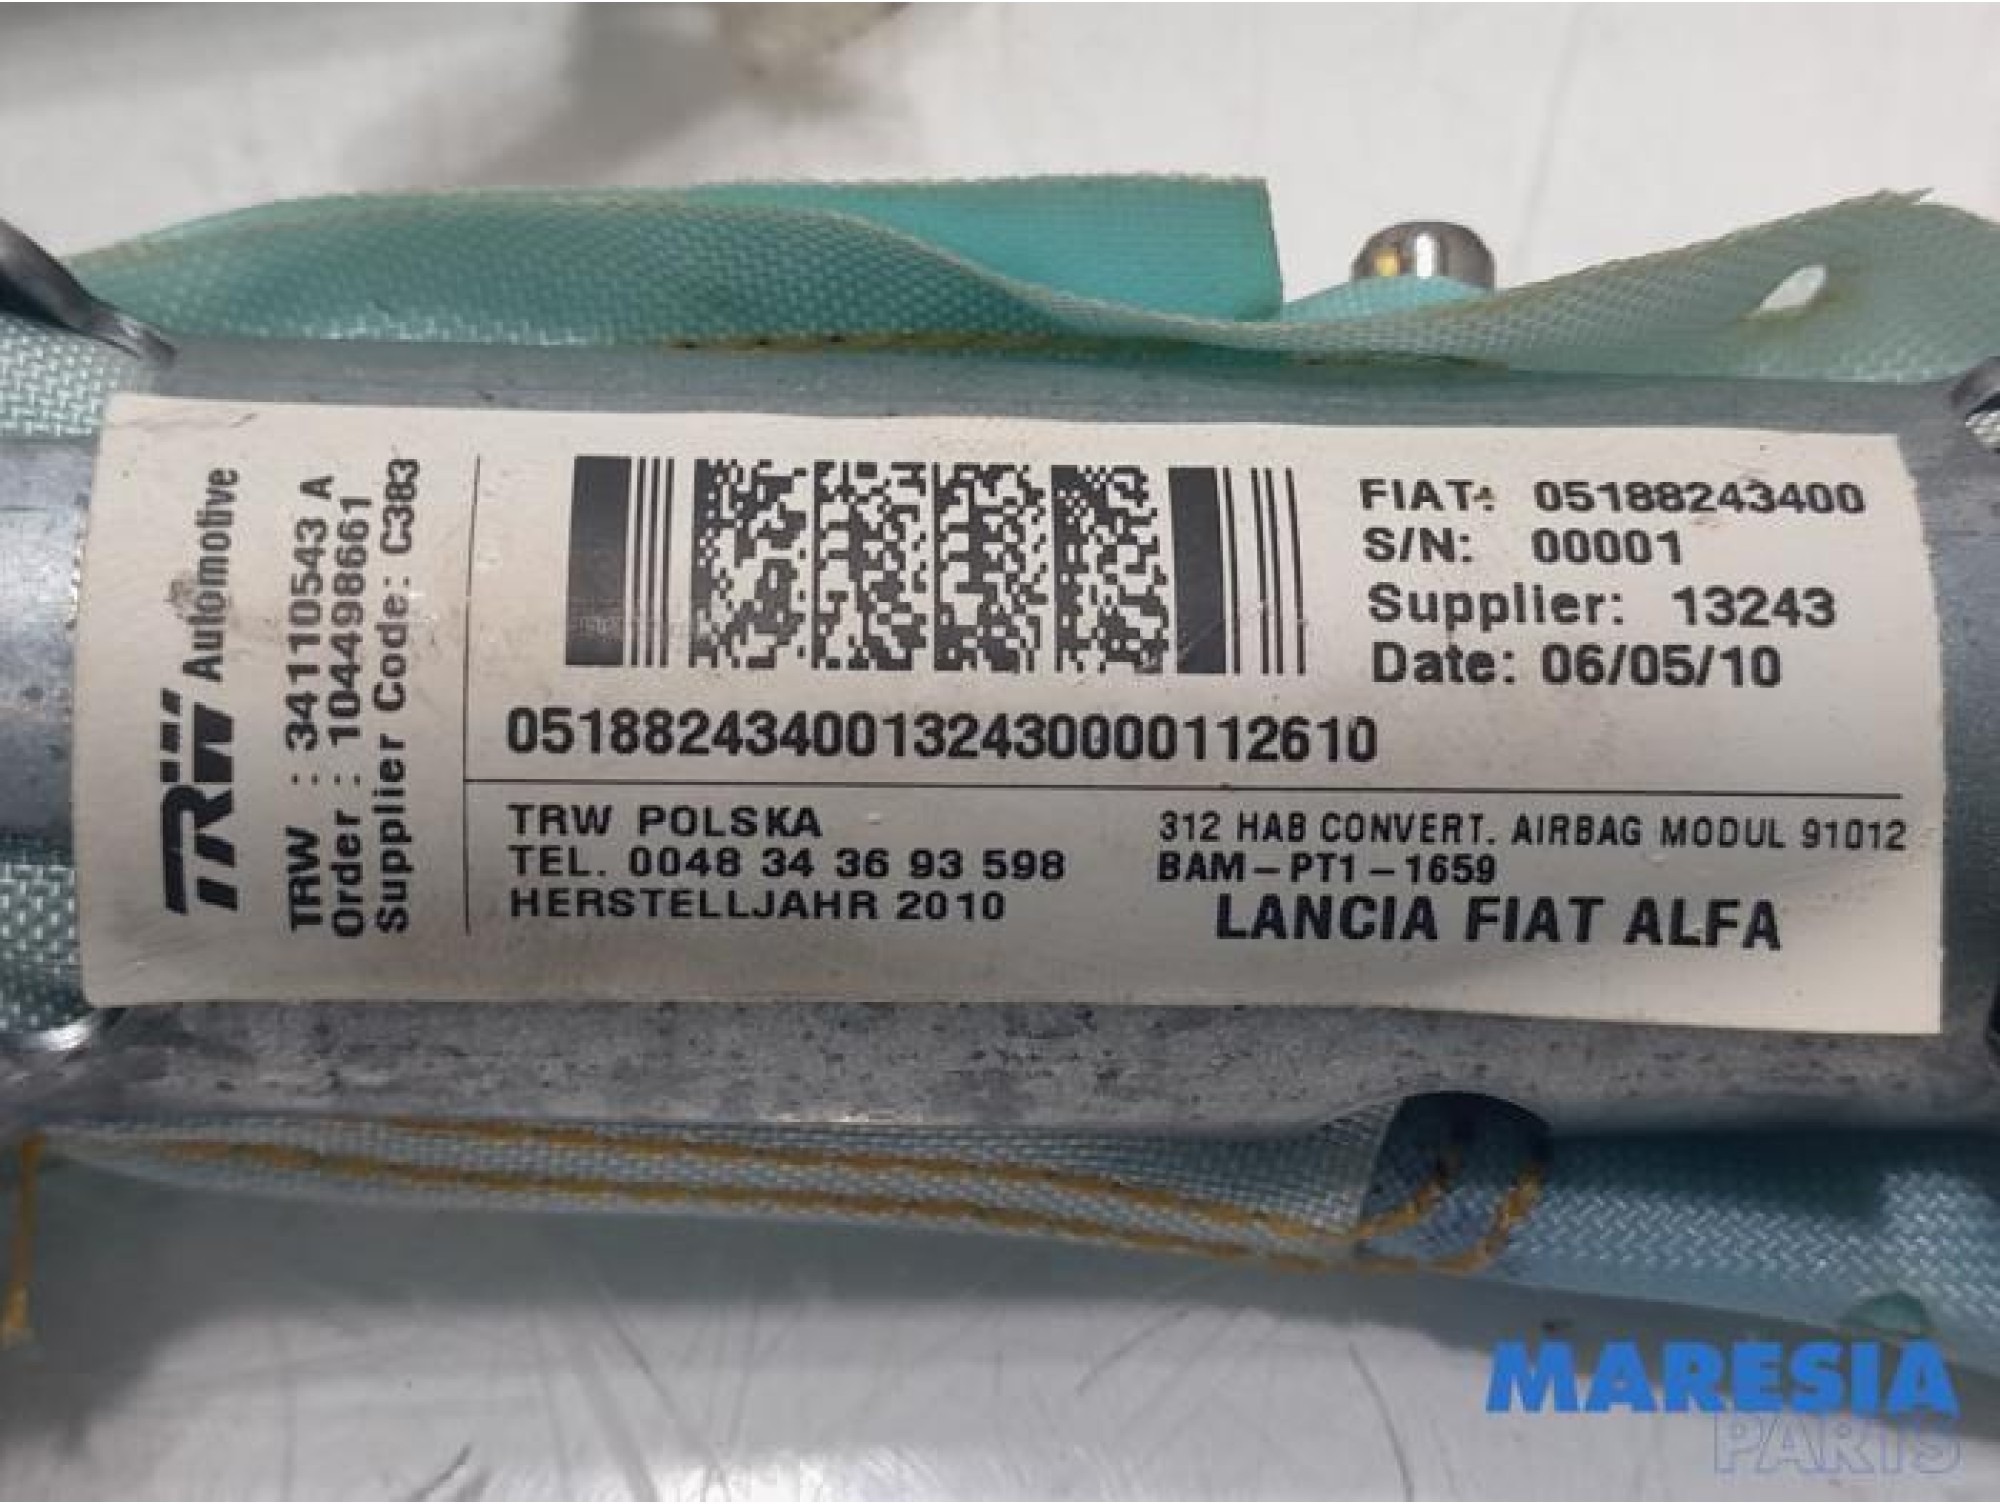 TRW Automotive
TRW : 34110543 A
Order : 104498661
Supplier Code: C383
FIAT: 05188243400
S/N: 00001
Supplier: 13243
Date: 06/05/10
05188243400132430000112610
TRW POLSKA
TEL. 0048 34 36 93 598
HERSTELLJAHR 2010
312 HAB CONVERT. AIRBAG MODUL 91012
BAM-PT1-1659
LANCIA FIAT ALFA
MARESIA
PARTS